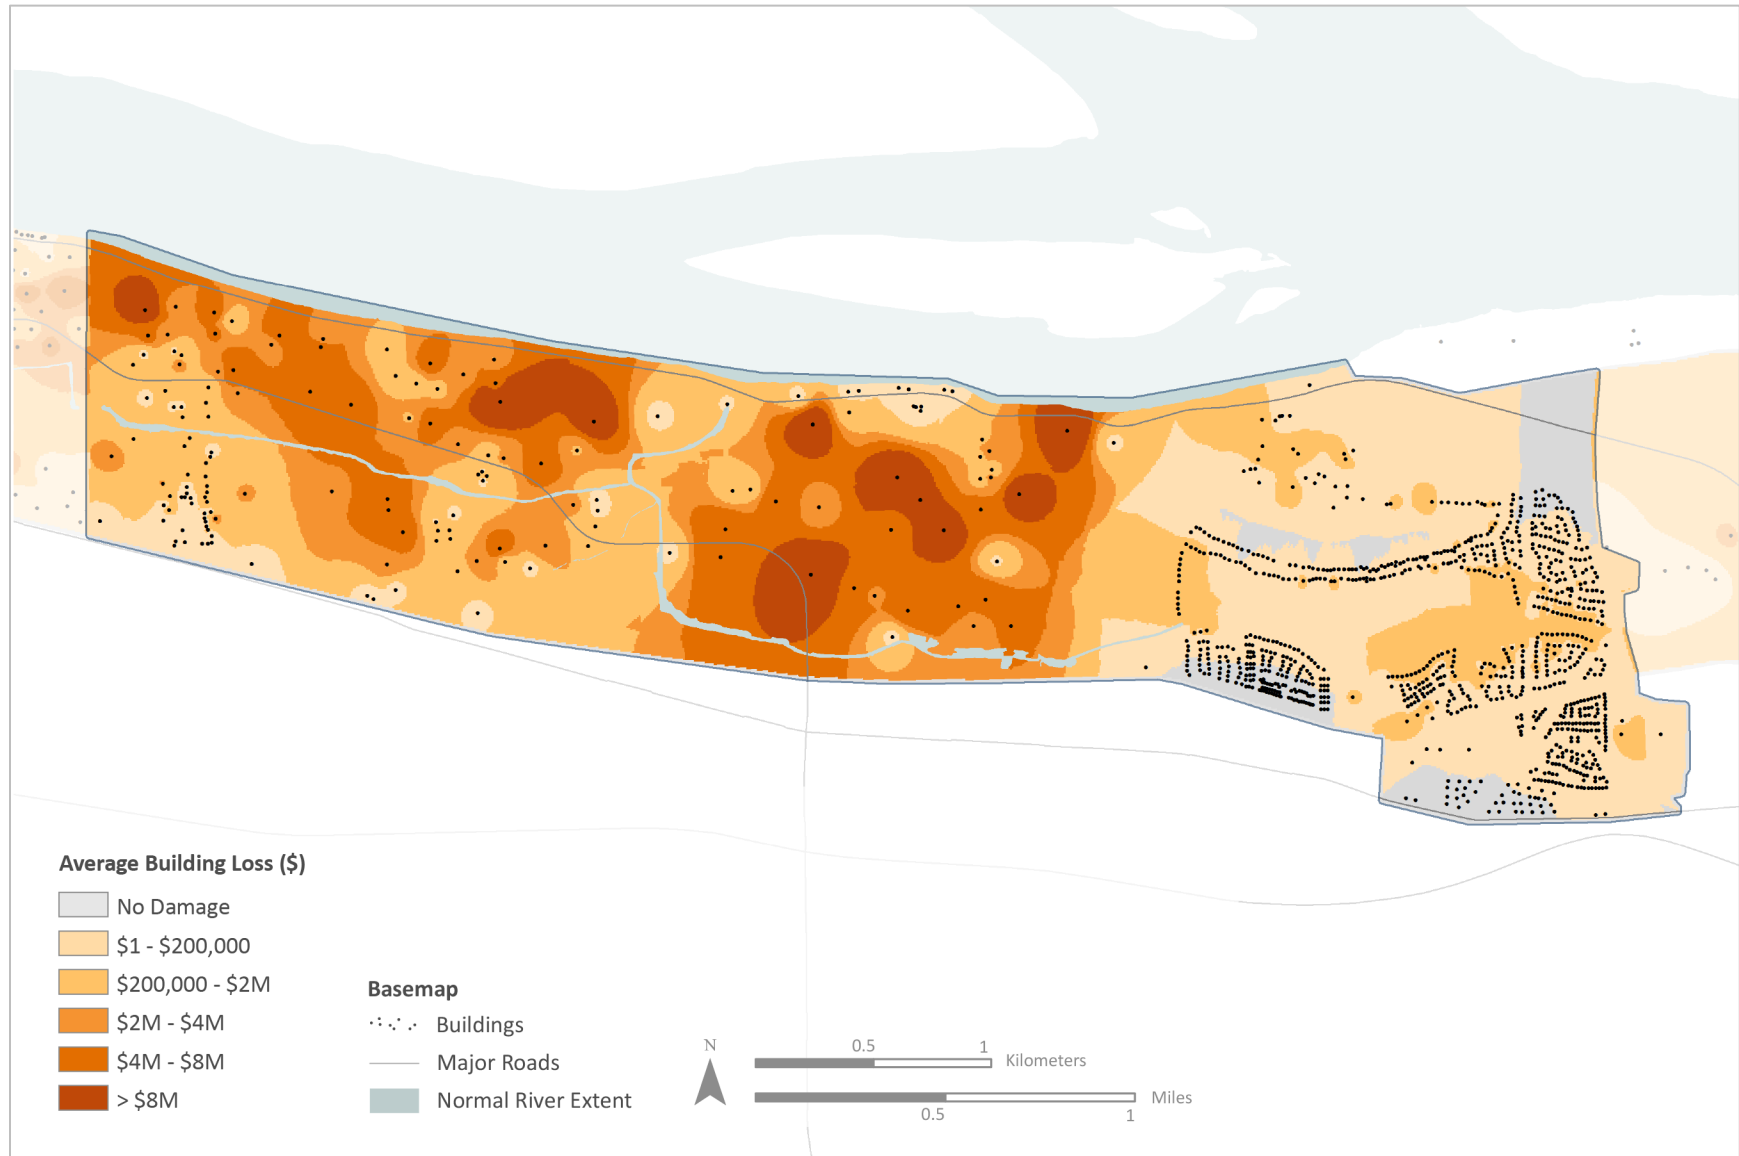 Average Building Loss ($)
No Damage
$1 - $200,000
$200,000 - $2M
$2M - $4M
$4M - $8M
> $8M
Basemap
Buildings
Major Roads
Normal River Extent
N
0.5 1
Kilometers
Miles
0.5 1